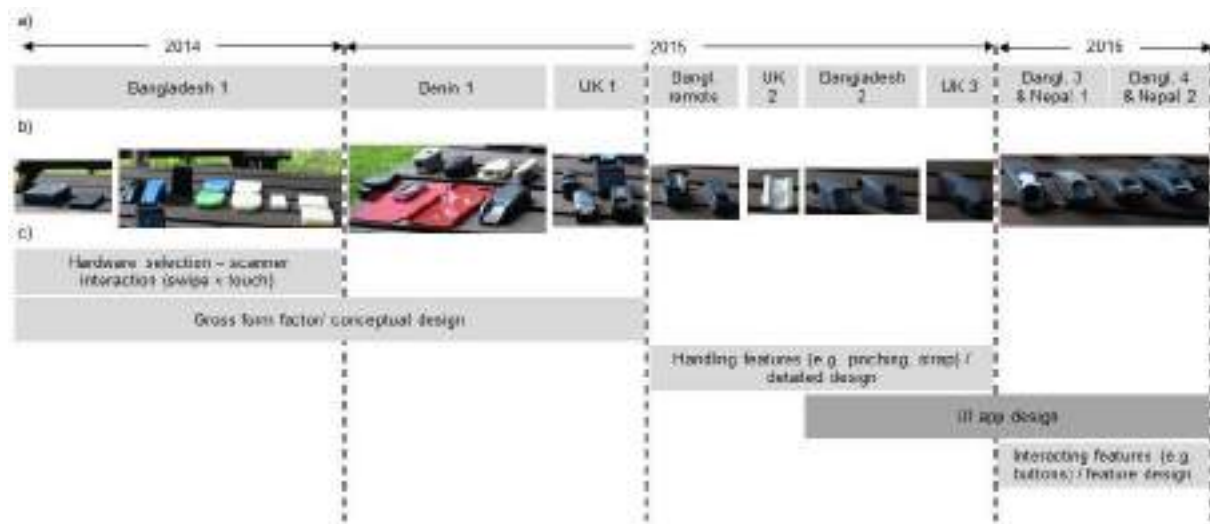 a)
2014
2015
2016
Bangladesh 1
Benin 1
UK 1
Bangl. remote
UK 2
Bangladesh 2
UK 3
Bangl. 3 & Nepal 1
Bangl. 4 & Nepal 2
b)
c)
Hardware selection – scanner
interaction (swipe < touch)
Gross form factor/ conceptual design
Handling features (e.g. pinching, strap) /
detailed design
UI app design
Interacting features (e.g.
buttons) / feature design